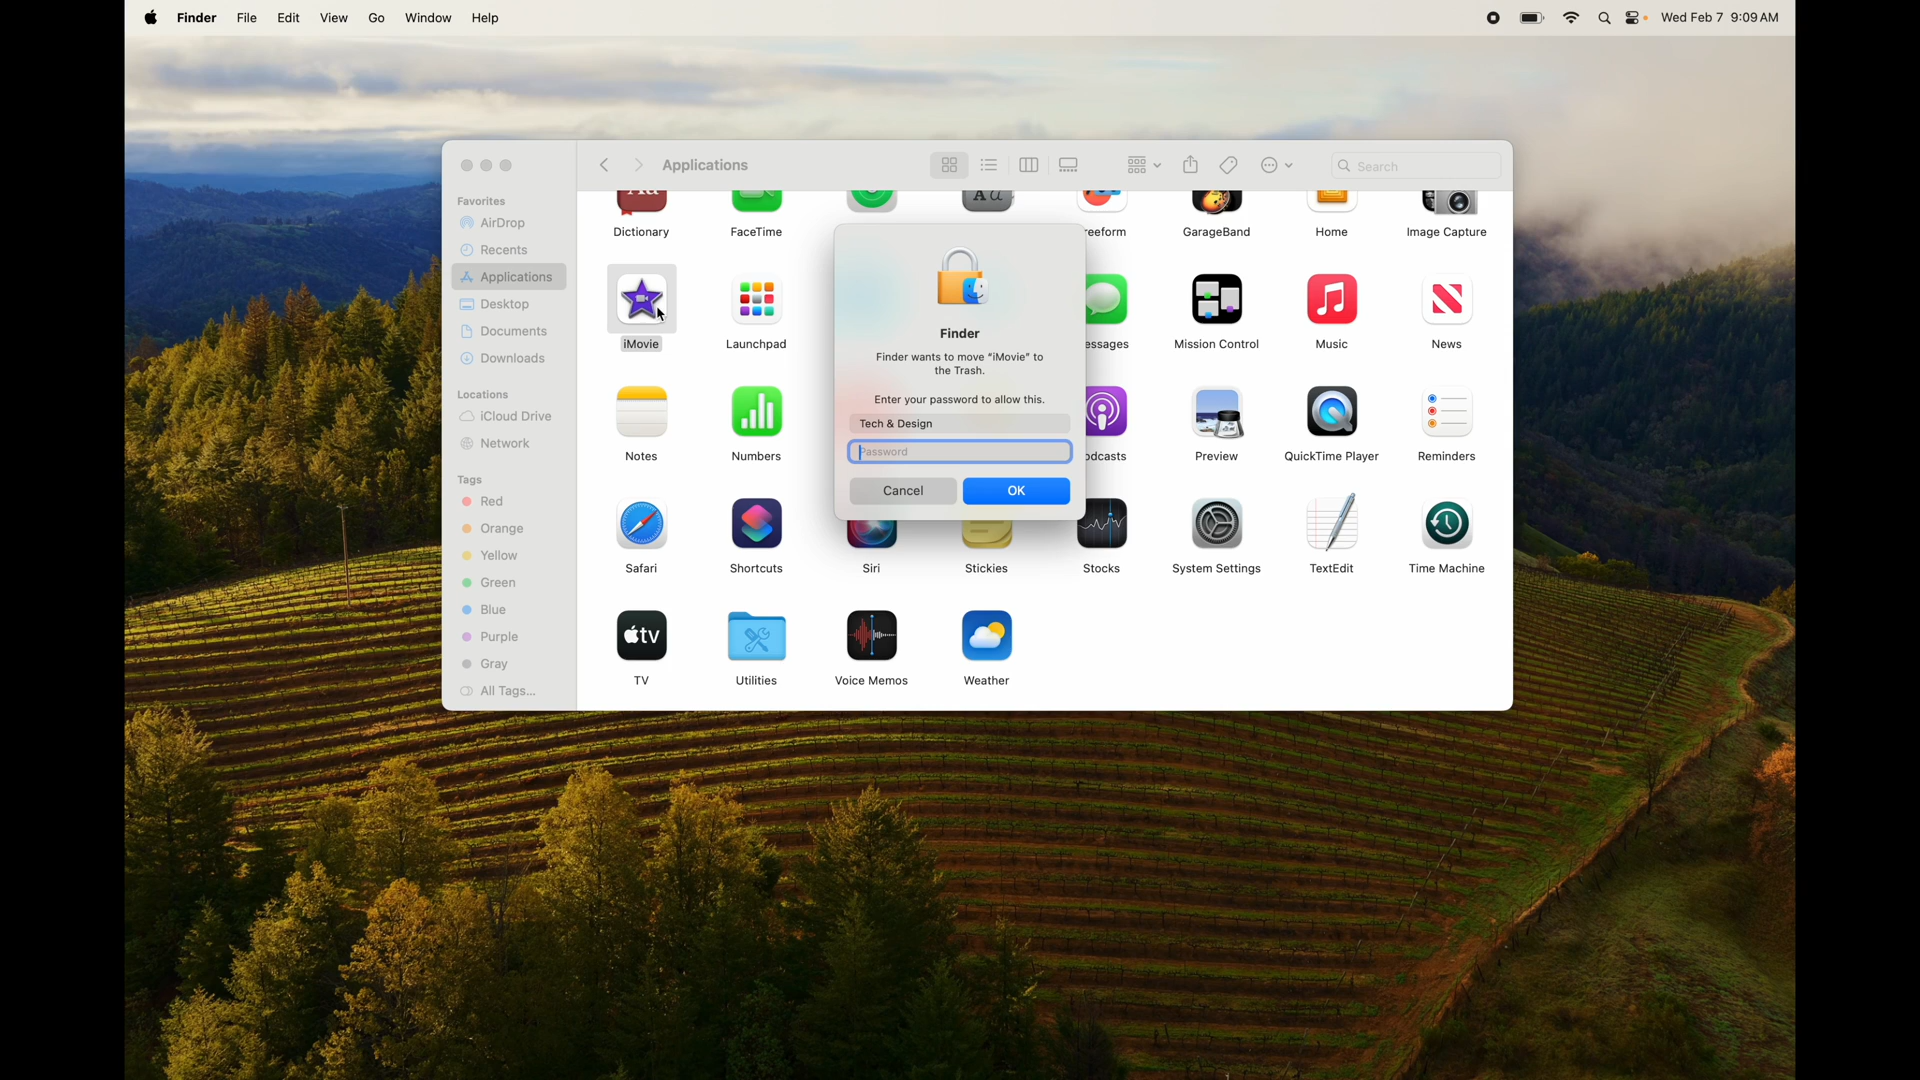 Finder File Edit View Go Window Help
Wed Feb 7 9:09 AM
Applications
Search
Favorites
AirDrop
Recents
Applications
Desktop
Documents
Downloads
Locations
iCloud Drive
Network
Tags
Red
Orange
Yellow
Green
Blue
Purple
Gray
All Tags...
Dictionary FaceTime eeform GarageBand Home Image Capture
iMovie Launchpad essages Mission Control Music News
Notes Numbers odcasts Preview QuickTime Player Reminders
Safari Shortcuts Siri Stickies Stocks System Settings TextEdit Time Machine
tv
TV Utilities Voice Memos Weather
Finder
Finder wants to move “iMovie” to
the Trash.
Enter your password to allow this.
Tech & Design
Password
Cancel OK